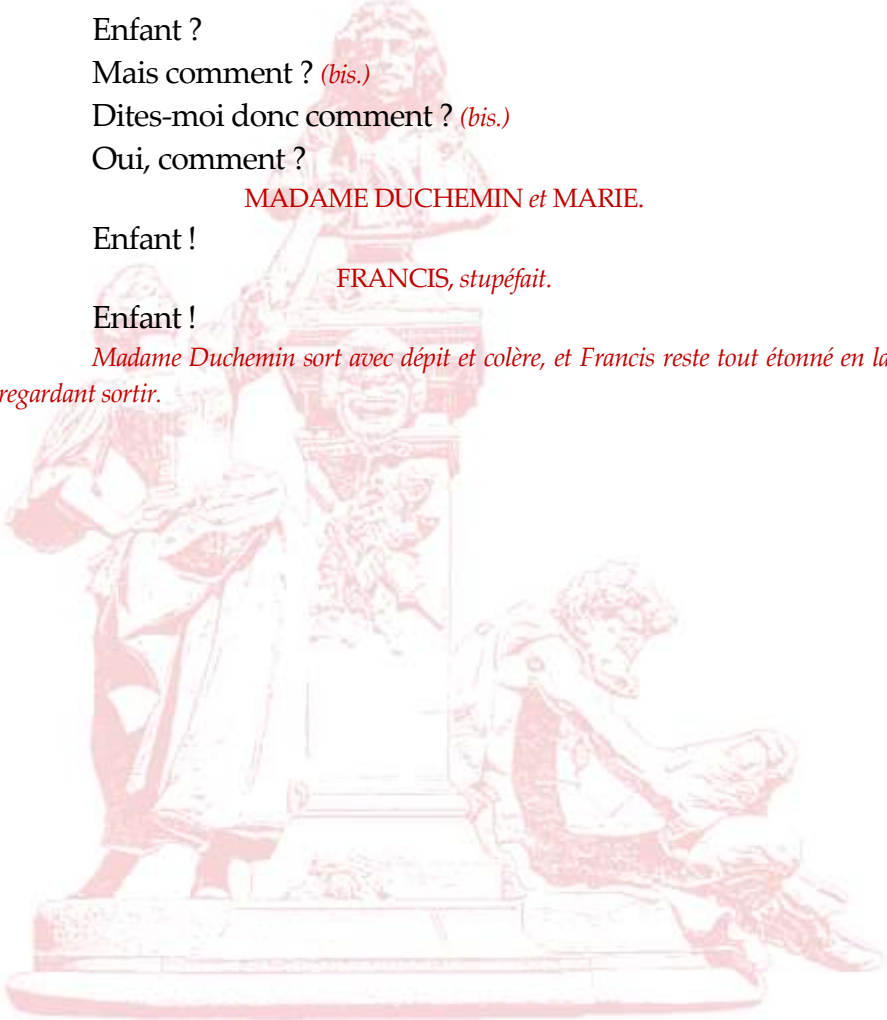 Enfant ?
Mais comment ? (bis.)
Dites-moi donc comment ? (bis.)
Oui, comment ?
MADAME DUCHEMIN et MARIE.
Enfant !
FRANCIS, stupéfait.
Enfant !
Madame Duchemin sort avec dépit et colère, et Francis reste tout étonné en la
regardant sortir.